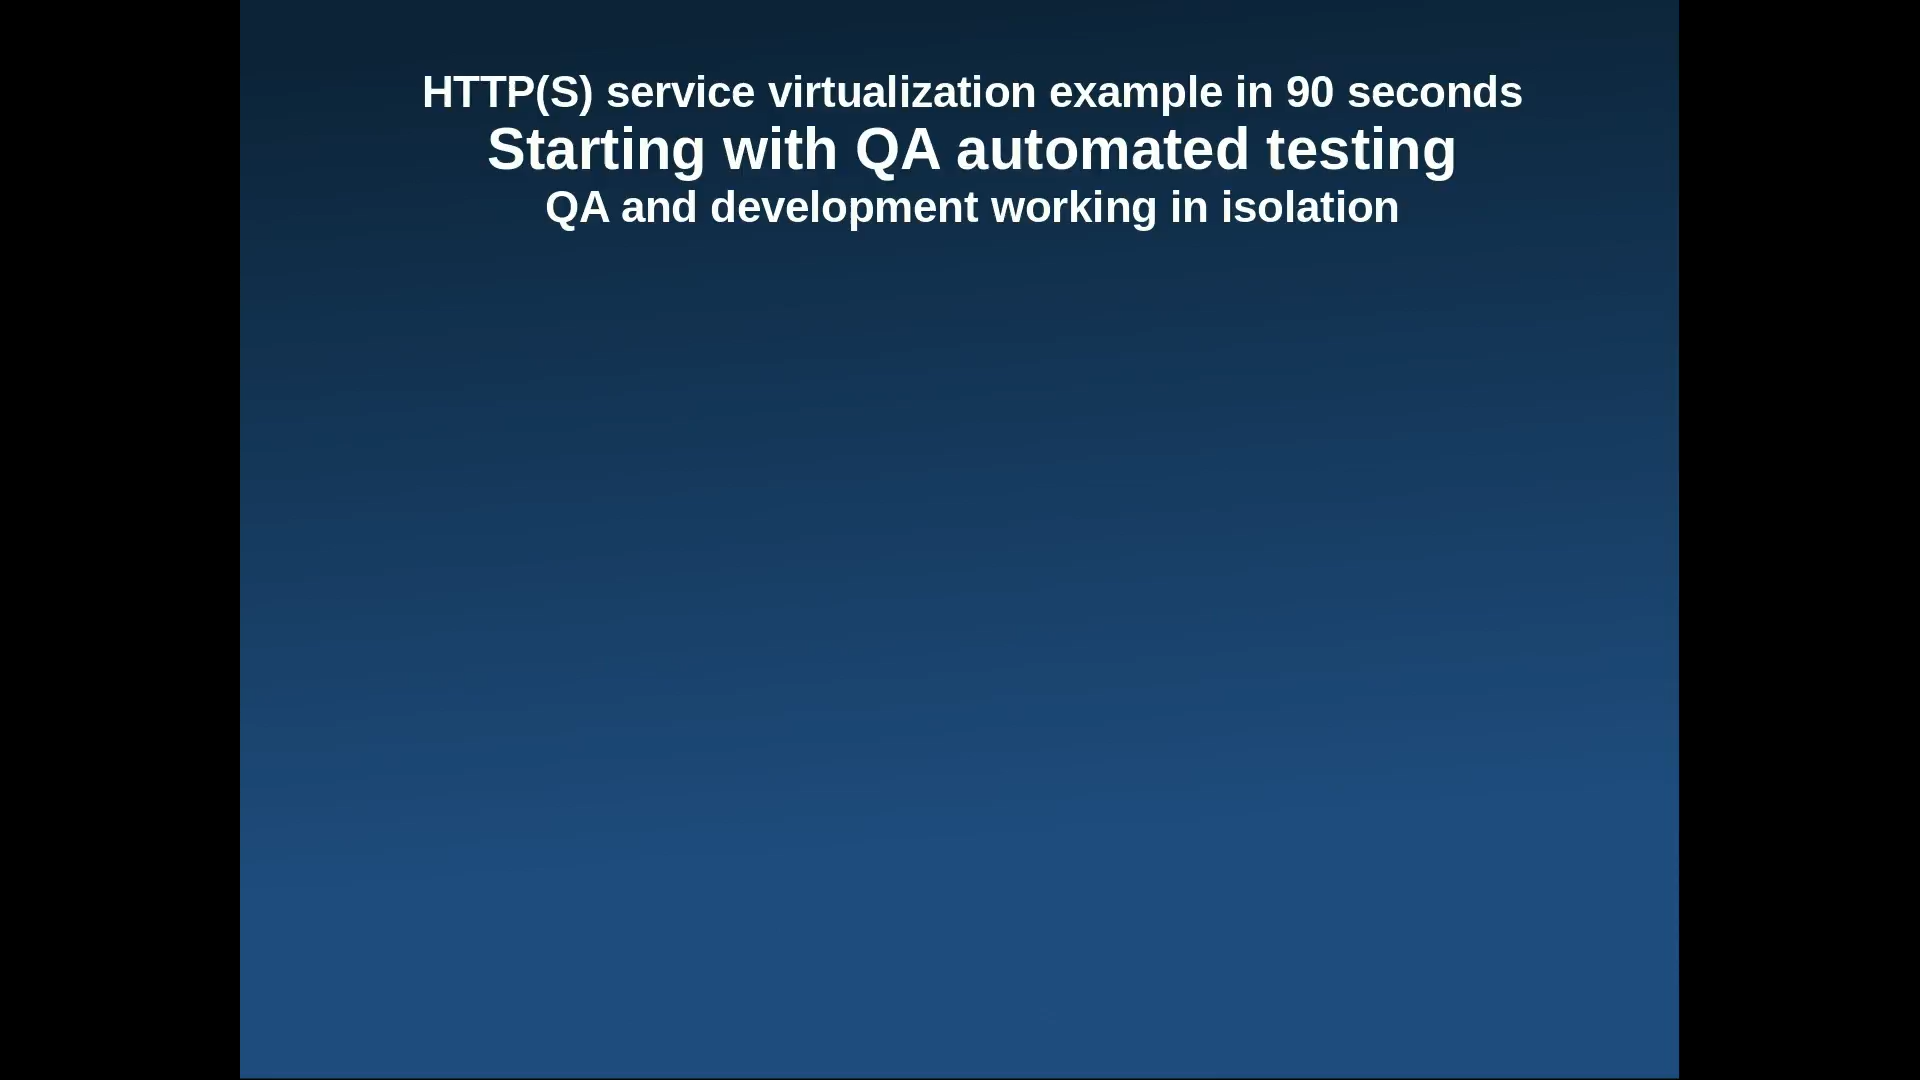 HTTP(S) service virtualization example in 90 seconds
Starting with QA automated testing
QA and development working in isolation